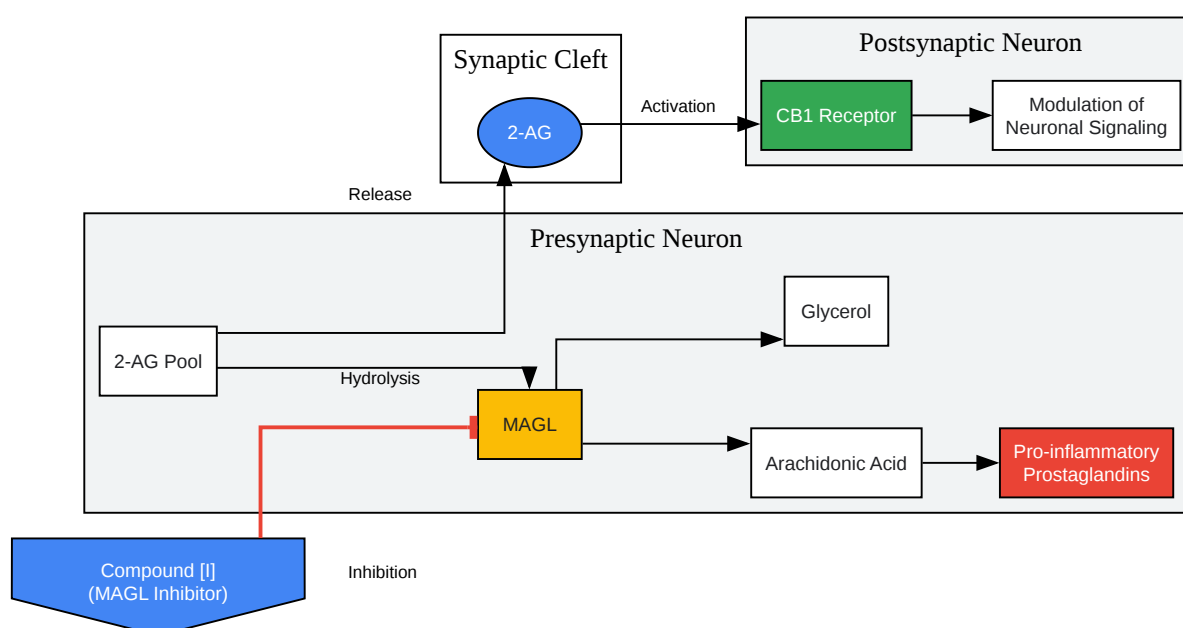 Postsynaptic Neuron
Synaptic Cleft
Activation
CB1 Receptor
Modulation of
Neuronal Signaling
2-AG
Release
Presynaptic Neuron
Glycerol
2-AG Pool
Hydrolysis
MAGL
Arachidonic Acid
Pro-inflammatory
Prostaglandins
Compound [I]
(MAGL Inhibitor)
Inhibition